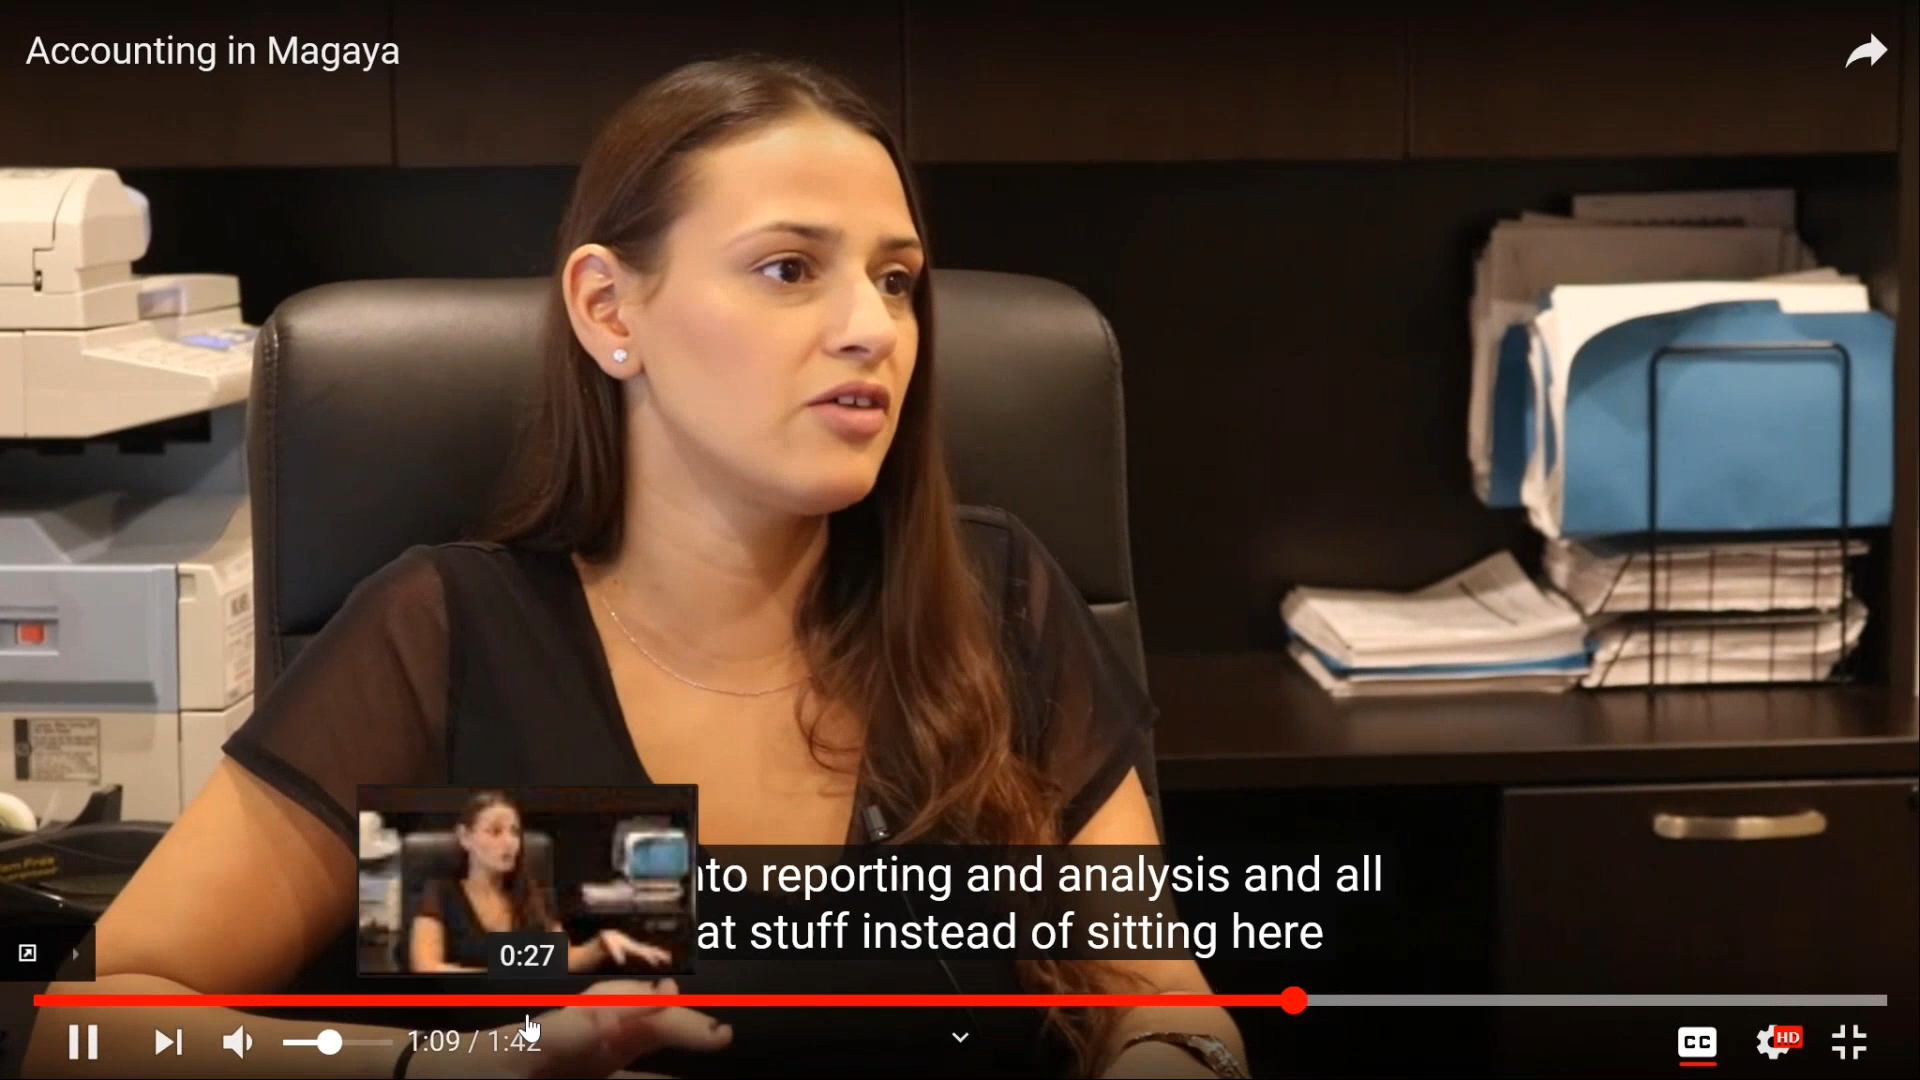 Accounting in Magaya
nto reporting and analysis and all
at stuff instead of sitting here
0:27
1:09 / 1:42
CC
HD